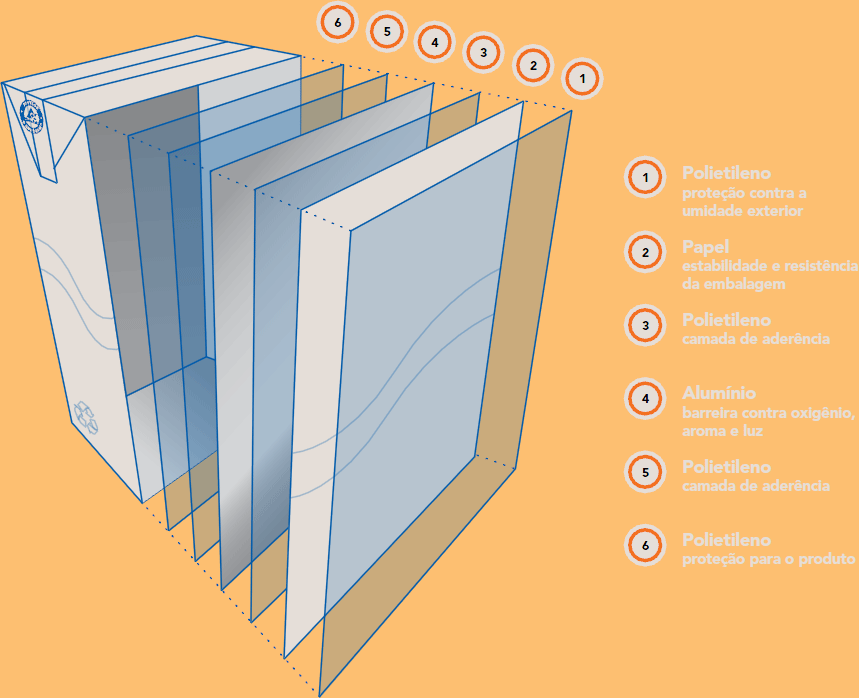 6 5 4 3 2 1
1 Polietileno
proteção contra a
umidade exterior
2 Papel
estabilidade e resistência
da embalagem
3 Polietileno
camada de aderência
4 Alumínio
barreira contra oxigênio,
aroma e luz
5 Polietileno
camada de aderência
6 Polietileno
proteção para o produto